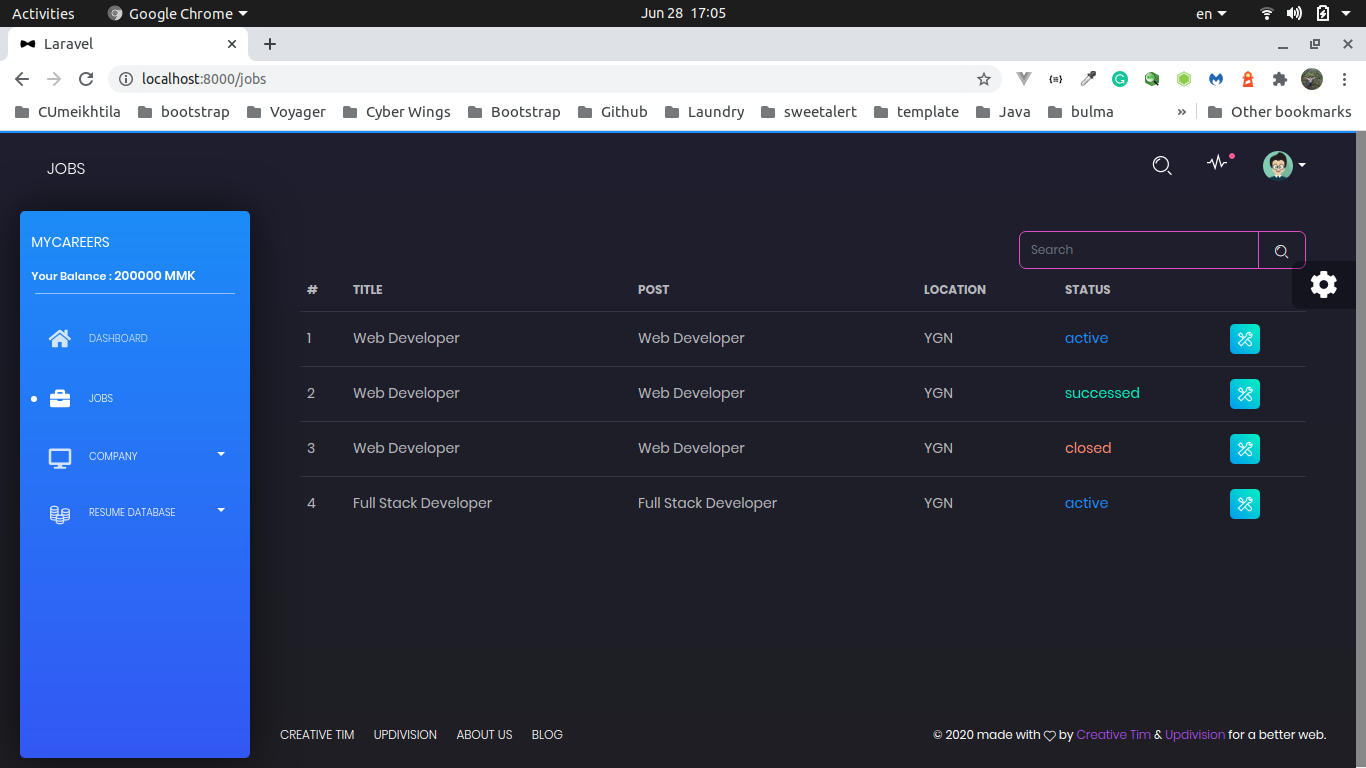 Activities Google Chrome Jun 28 17:05 en
Laravel
localhost:8000/jobs
CUmeikhtila bootstrap Voyager Cyber Wings Bootstrap Github Laundry sweetalert template Java bulma » Other bookmarks
JOBS
MYCAREERS
Your Balance : 200000 MMK
DASHBOARD
JOBS
COMPANY
RESUME DATABASE
Search
# TITLE POST LOCATION STATUS
1 Web Developer Web Developer YGN active
2 Web Developer Web Developer YGN successed
3 Web Developer Web Developer YGN closed
4 Full Stack Developer Full Stack Developer YGN active
CREATIVE TIM UPDIVISION ABOUT US BLOG
© 2020 made with ♡ by Creative Tim & Updivision for a better web.